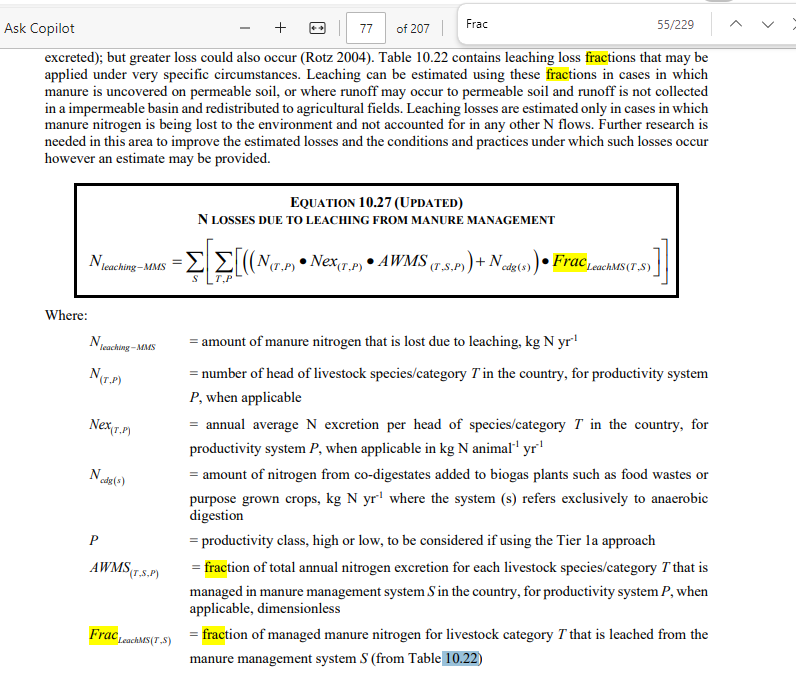 Ask Copilot
77
of 207
Frac
55/229
excreted); but greater loss could also occur (Rotz 2004). Table 10.22 contains leaching loss fractions that may be
applied under very specific circumstances. Leaching can be estimated using these fractions in cases in which
manure is uncovered on permeable soil, or where runoff may occur to permeable soil and runoff is not collected
in a impermeable basin and redistributed to agricultural fields. Leaching losses are estimated only in cases in which
manure nitrogen is being lost to the environment and not accounted for in any other N flows. Further research is
needed in this area to improve the estimated losses and the conditions and practices under which such losses occur
however an estimate may be provided.
EQUATION 10.27 (UPDATED)
N LOSSES DUE TO LEACHING FROM MANURE MANAGEMENT
N leaching−MMS = ∑ S [ ∑ T,P [ ( ( N (T,P) • Nex (T,P) • AWMS (T,S,P) ) + N cdg(s) ) • Frac LeachMS(T,S) ] ]
Where:
N leaching−MMS = amount of manure nitrogen that is lost due to leaching, kg N yr-1
N (T,P) = number of head of livestock species/category T in the country, for productivity system
P, when applicable
Nex (T,P) = annual average N excretion per head of species/category T in the country, for
productivity system P, when applicable in kg N animal-1 yr-1
N cdg(s) = amount of nitrogen from co-digestates added to biogas plants such as food wastes or
purpose grown crops, kg N yr-1 where the system (s) refers exclusively to anaerobic
digestion
P = productivity class, high or low, to be considered if using the Tier 1a approach
AWMS (T,S,P) = fraction of total annual nitrogen excretion for each livestock species/category T that is
managed in manure management system S in the country, for productivity system P, when
applicable, dimensionless
Frac LeachMS(T,S) = fraction of managed manure nitrogen for livestock category T that is leached from the
manure management system S (from Table 10.22)